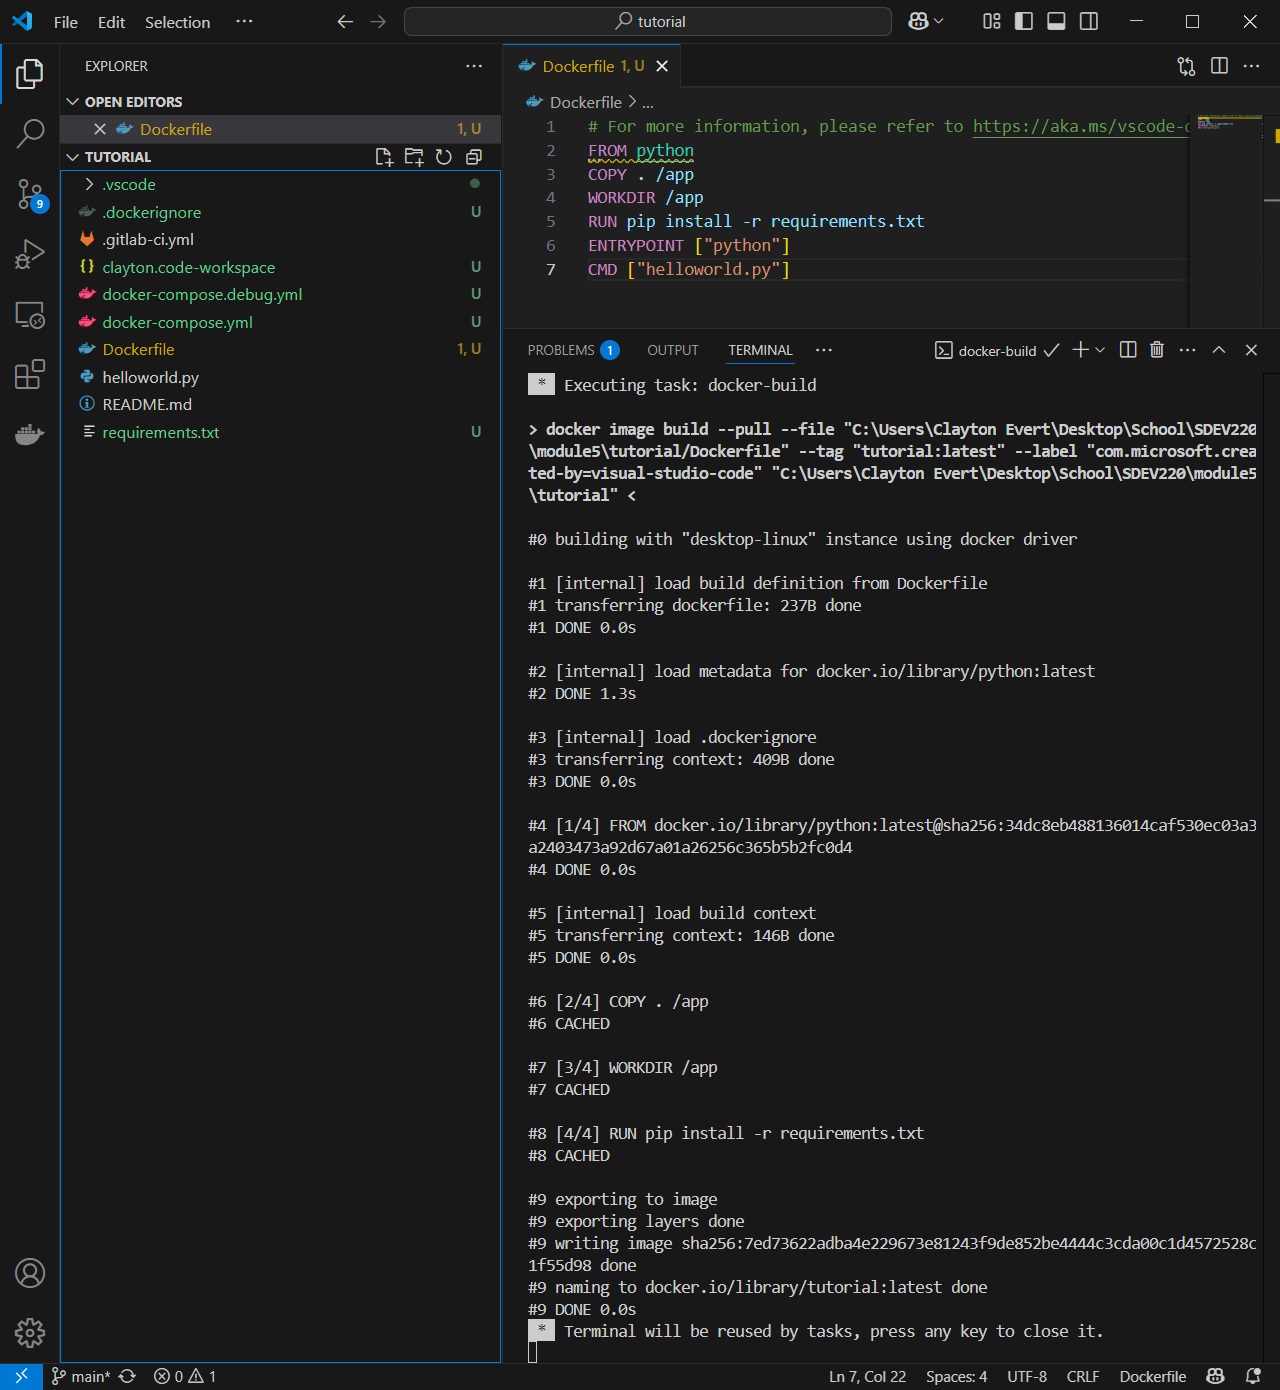 File Edit Selection ··· tutorial
EXPLORER ···
OPEN EDITORS
Dockerfile 1, U
TUTORIAL
.vscode
.dockerignore U
.gitlab-ci.yml
{} clayton.code-workspace U
docker-compose.debug.yml U
docker-compose.yml U
Dockerfile 1, U
helloworld.py
README.md
requirements.txt U
9
Dockerfile 1, U
Dockerfile > ...
1 # For more information, please refer to https://aka.ms/vscode-
2 FROM python
3 COPY . /app
4 WORKDIR /app
5 RUN pip install -r requirements.txt
6 ENTRYPOINT ["python"]
7 CMD ["helloworld.py"]
PROBLEMS 1 OUTPUT TERMINAL ··· docker-build
* Executing task: docker-build
> docker image build --pull --file "C:\Users\Clayton Evert\Desktop\School\SDEV220
\module5\tutorial/Dockerfile" --tag "tutorial:latest" --label "com.microsoft.crea
ted-by=visual-studio-code" "C:\Users\Clayton Evert\Desktop\School\SDEV220\module5
\tutorial" <
#0 building with "desktop-linux" instance using docker driver
#1 [internal] load build definition from Dockerfile
#1 transferring dockerfile: 237B done
#1 DONE 0.0s
#2 [internal] load metadata for docker.io/library/python:latest
#2 DONE 1.3s
#3 [internal] load .dockerignore
#3 transferring context: 409B done
#3 DONE 0.0s
#4 [1/4] FROM docker.io/library/python:latest@sha256:34dc8eb488136014caf530ec03a3
a2403473a92d67a01a26256c365b5b2fc0d4
#4 DONE 0.0s
#5 [internal] load build context
#5 transferring context: 146B done
#5 DONE 0.0s
#6 [2/4] COPY . /app
#6 CACHED
#7 [3/4] WORKDIR /app
#7 CACHED
#8 [4/4] RUN pip install -r requirements.txt
#8 CACHED
#9 exporting to image
#9 exporting layers done
#9 writing image sha256:7ed73622adba4e229673e81243f9de852be4444c3cda00c1d4572528c
1f55d98 done
#9 naming to docker.io/library/tutorial:latest done
#9 DONE 0.0s
* Terminal will be reused by tasks, press any key to close it.
main* 0 1 Ln 7, Col 22 Spaces: 4 UTF-8 CRLF Dockerfile